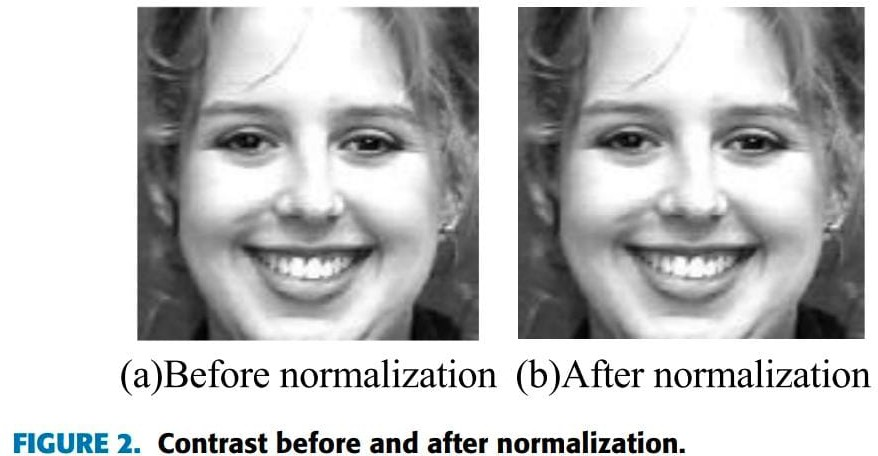 (a)Before normalization (b)After normalization
FIGURE 2. Contrast before and after normalization.